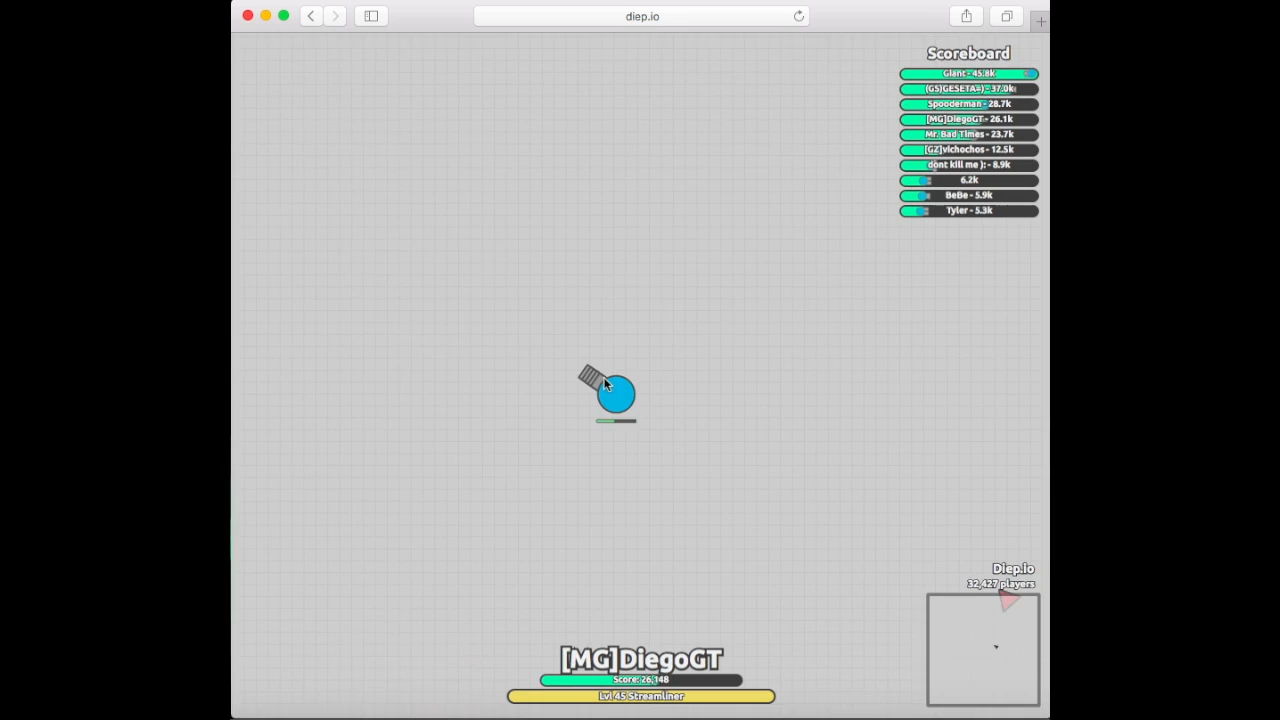 diep.io
Scoreboard
Giant - 45.8k
(GS)GESETA=) - 37.0k
Spooderman - 28.7k
[MG]DiegoGT - 26.1k
Mr. Bad Times - 23.7k
[GZ]vichochos - 12.5k
dont kill me ): - 8.9k
6.2k
BeBe - 5.9k
Tyler - 5.3k
Diep.io
32,427 players
[MG]DiegoGT
Score: 26,148
Lvl 45 Streamliner